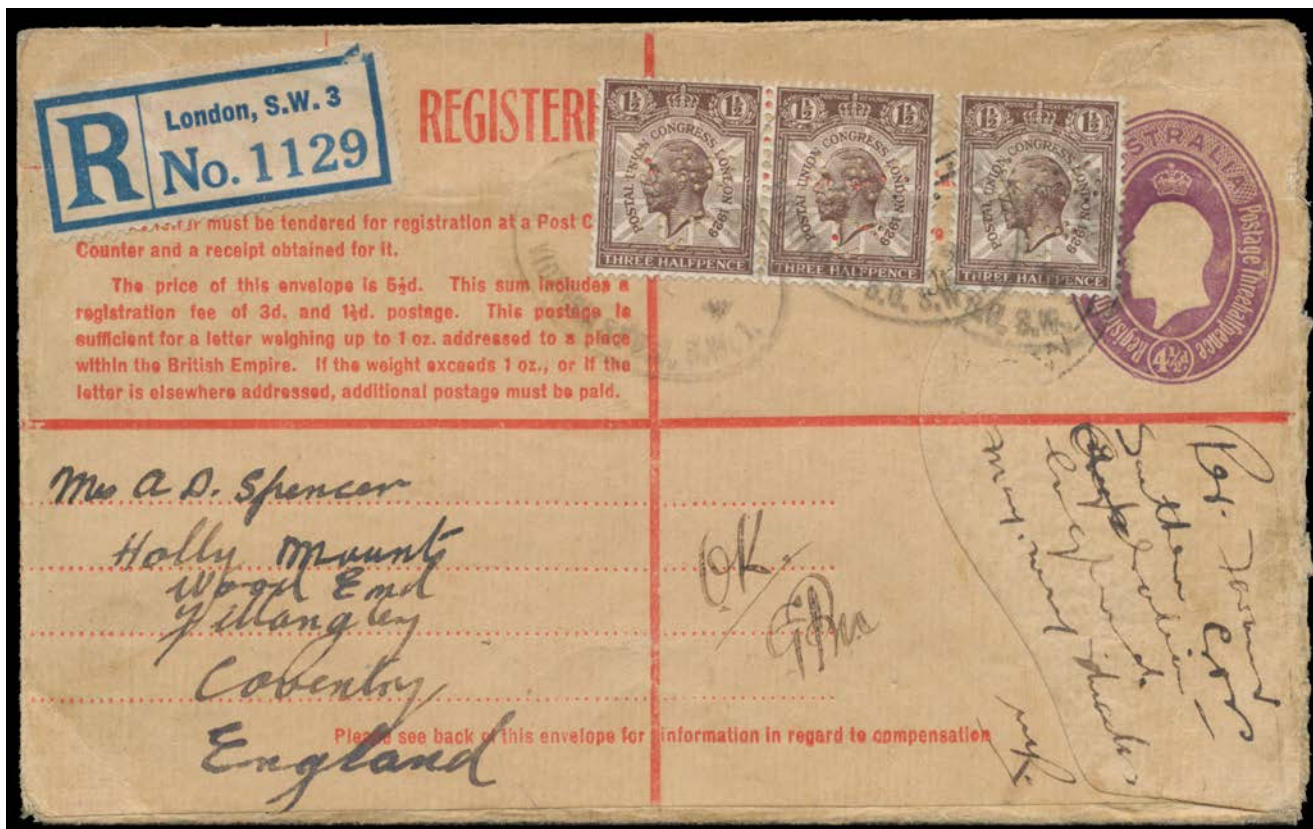 R London, S.W. 3
No. 1129
REGISTERE
1½ 1½
POSTAL UNION CONGRESS LONDON 1929
THREE HALFPENCE
1½ 1½
POSTAL UNION CONGRESS LONDON 1929
THREE HALFPENCE
1½ 1½
POSTAL UNION CONGRESS LONDON 1929
THREE HALFPENCE
STRALIA
Postage Threehalfpence
4½d
must be tendered for registration at a Post
Counter and a receipt obtained for it.
The price of this envelope is 5½d. This sum includes a
registration fee of 3d. and 1½d. postage. This postage is
sufficient for a letter weighing up to 1 oz. addressed to a place
within the British Empire. If the weight exceeds 1 oz., or if the
letter is elsewhere addressed, additional postage must be paid.
S.W. 1.
Mrs A D. Spencer
Holly Mount
Wood End
Fillongley
Coventry
England
O.K.
Please see back of this envelope for information in regard to compensation